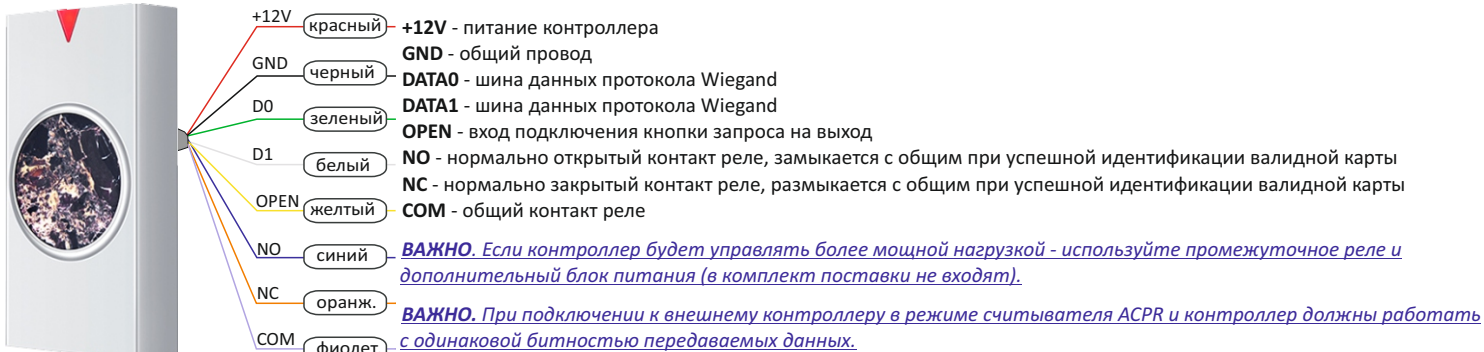 +12V красный
GND черный
D0 зеленый
D1 белый
OPEN желтый
NO синий
NC оранж.
COM фиолет
+12V - питание контроллера
GND - общий провод
DATA0 - шина данных протокола Wiegand
DATA1 - шина данных протокола Wiegand
OPEN - вход подключения кнопки запроса на выход
NO - нормально открытый контакт реле, замыкается с общим при успешной идентификации валидной карты
NC - нормально закрытый контакт реле, размыкается с общим при успешной идентификации валидной карты
COM - общий контакт реле
ВАЖНО. Если контроллер будет управлять более мощной нагрузкой - используйте промежуточное реле и
дополнительный блок питания (в комплект поставки не входят).
ВАЖНО. При подключении к внешнему контроллеру в режиме считывателя ACPR и контроллер должны работать
с одинаковой битностью передаваемых данных.